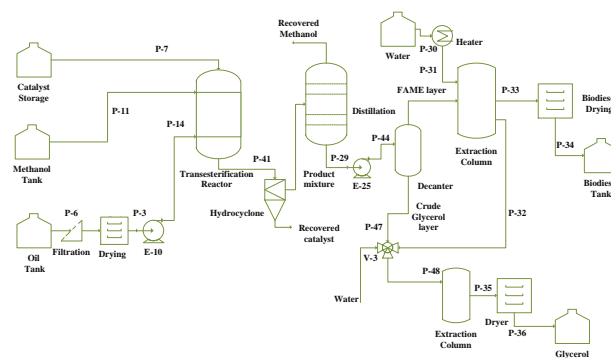 Recovered
Methanol
P-7
P-30
Heater
Water
P-31
Catalyst
Storage
P-11
P-14
FAME layer
P-33
Biodiesel
Drying
Distillation
P-44
P-34
Methanol
Tank
P-41
P-29
Product
mixture
E-25
Extraction
Column
Transesterification
Reactor
Decanter
Biodiesel
Tank
P-6
P-3
Hydrocyclone
Crude
Glycerol
layer
P-32
Recovered
catalyst
P-47
Oil
Tank
Filtration
Drying
E-10
V-3
P-48
P-35
Water
Extraction
Column
Dryer
P-36
Glycerol